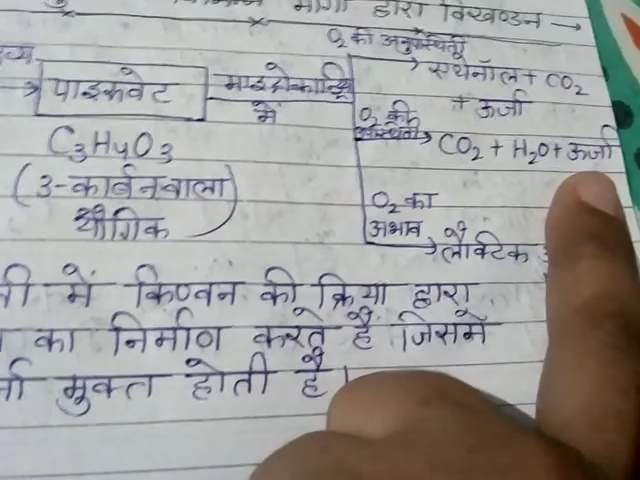 द्वारा विखण्डन →
O₂ की अनुपस्थिती
पाइरूवेट
माइटोकान्ड्रिया
में
→ एथेनॉल + CO₂
+ ऊर्जा
O₂ की
उपस्थिती → CO₂ + H₂O + ऊर्जा
C₃H₄O₃
(3-कार्बन वाला
यौगिक)
O₂ का
अभाव → लैक्टिक
में किण्वन की क्रिया द्वारा
का निर्माण करते हैं जिसमें
मुक्त होती है।